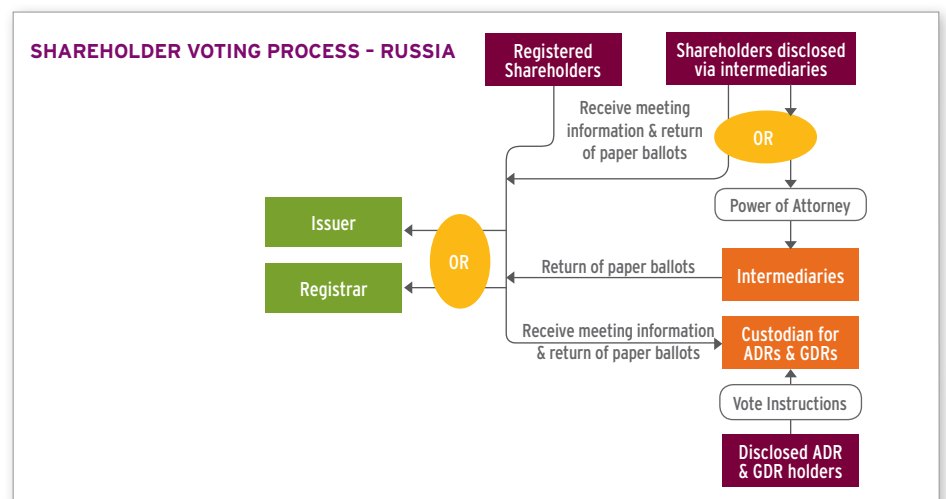 SHAREHOLDER VOTING PROCESS – RUSSIA
Registered
Shareholders
Shareholders disclosed
via intermediaries
Receive meeting
information & return
of paper ballots
OR
Power of Attorney
Issuer
OR
Registrar
Return of paper ballots
Intermediaries
Receive meeting information
& return of paper ballots
Custodian for
ADRs & GDRs
Vote Instructions
Disclosed ADR
& GDR holders